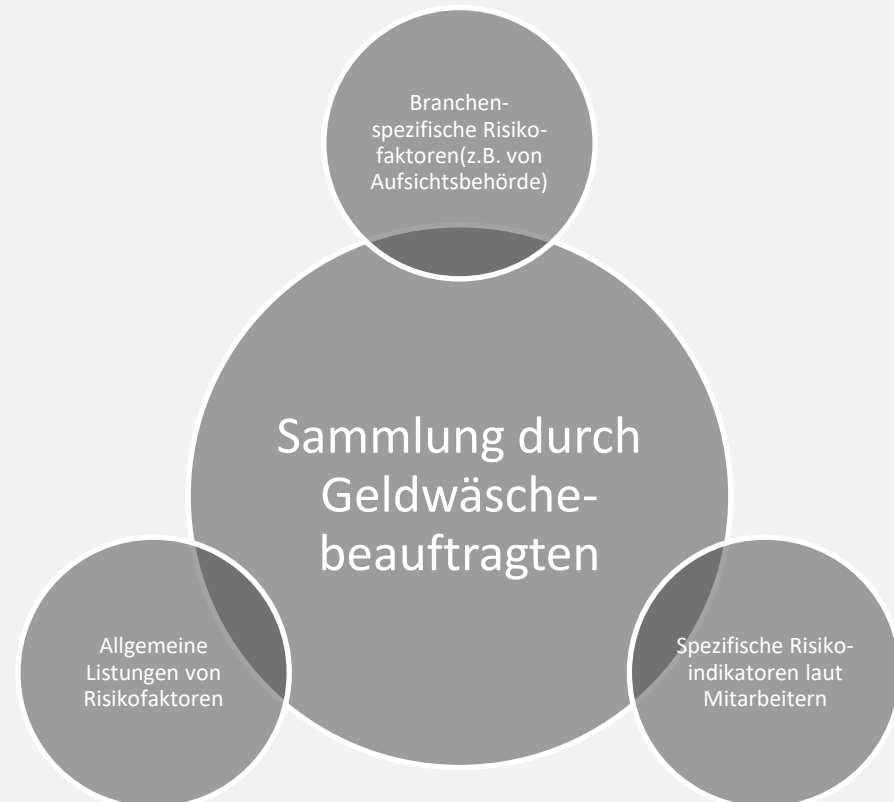 Branchen-
spezifische Risiko-
faktoren(z.B. von
Aufsichtsbehörde)
Sammlung durch
Geldwäsche-
beauftragten
Allgemeine
Listungen von
Risikofaktoren
Spezifische Risiko-
indikatoren laut
Mitarbeitern